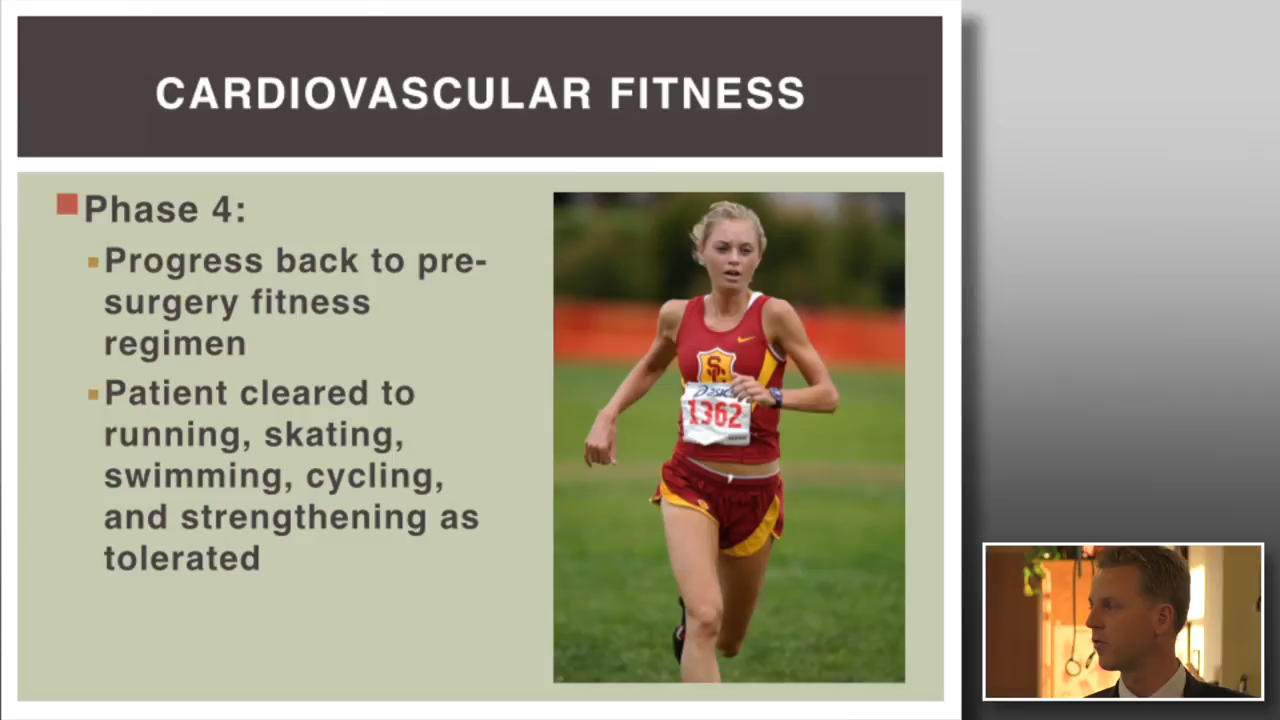 CARDIOVASCULAR FITNESS
Phase 4:
Progress back to pre-
surgery fitness
regimen
Patient cleared to
running, skating,
swimming, cycling,
and strengthening as
tolerated
SC
asics
1362